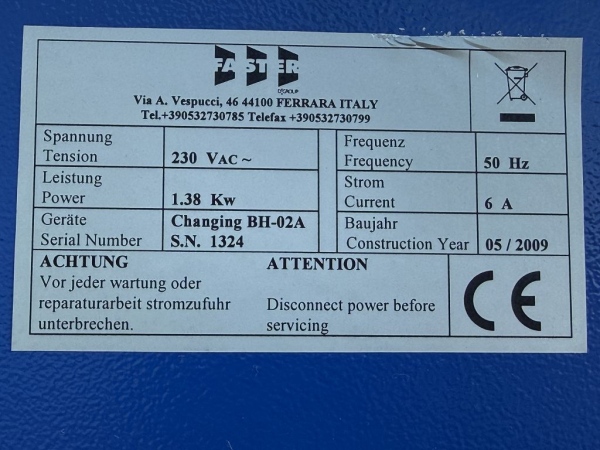 FASTER
GROUP
Via A. Vespucci, 46 44100 FERRARA ITALY
Tel.+390532730785 Telefax +390532730799
Spannung
Tension 230 VAC ~
Leistung
Power 1.38 Kw
Geräte Changing BH-02A
Serial Number S.N. 1324
Frequenz
Frequency 50 Hz
Strom
Current 6 A
Baujahr
Construction Year 05 / 2009
ACHTUNG
Vor jeder wartung oder
reparaturarbeit stromzufuhr
unterbrechen.
ATTENTION
Disconnect power before
servicing
CE